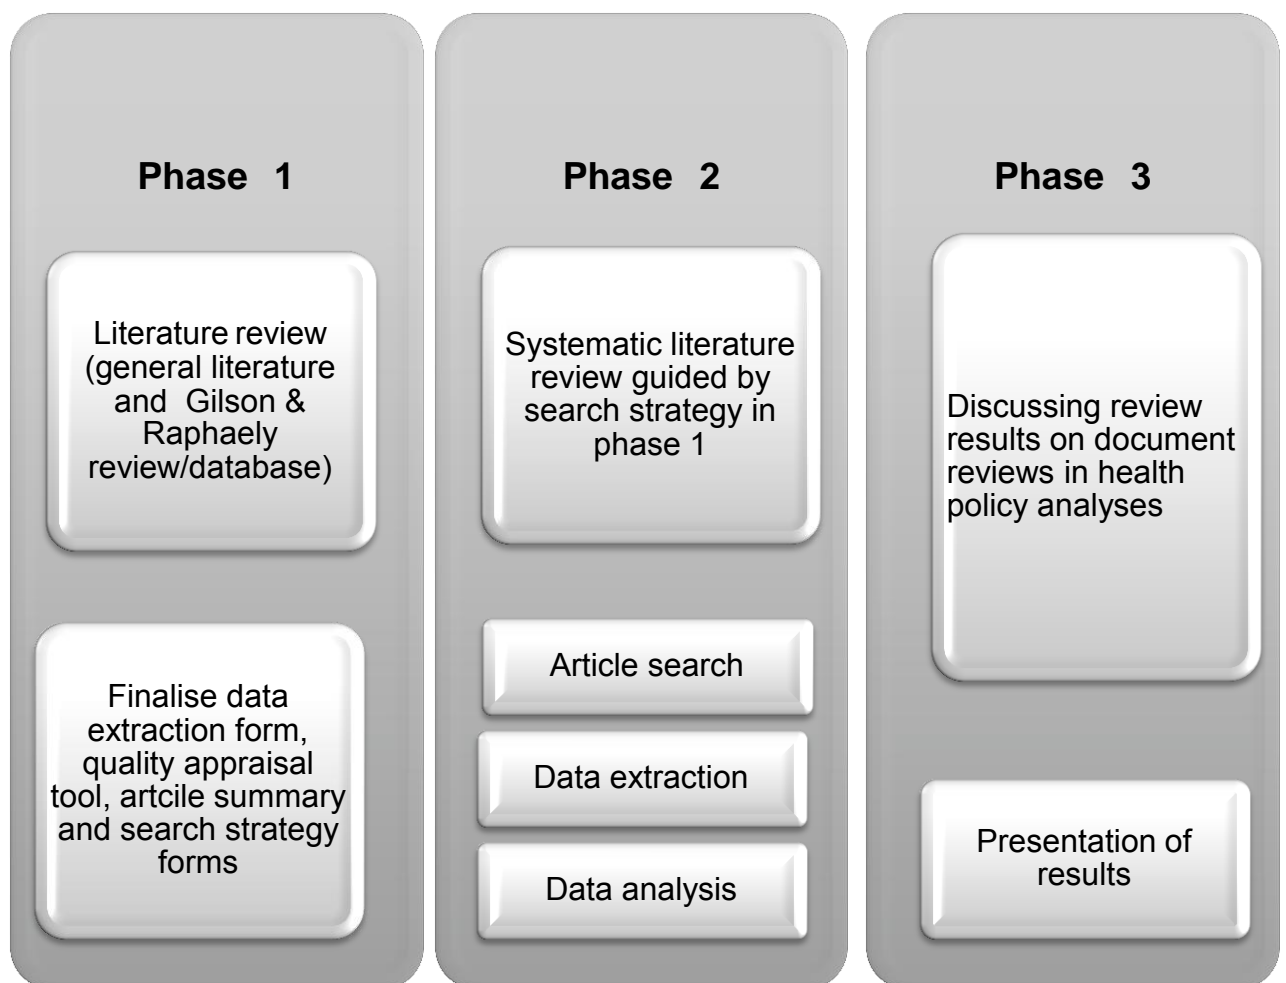 Phase 1
Literature review
(general literature
and Gilson &
Raphaely
review/database)
Finalise data
extraction form,
quality appraisal
tool, artcile summary
and search strategy
forms
Phase 2
Systematic literature
review guided by
search strategy in
phase 1
Article search
Data extraction
Data analysis
Phase 3
Discussing review
results on document
reviews in health
policy analyses
Presentation of
results